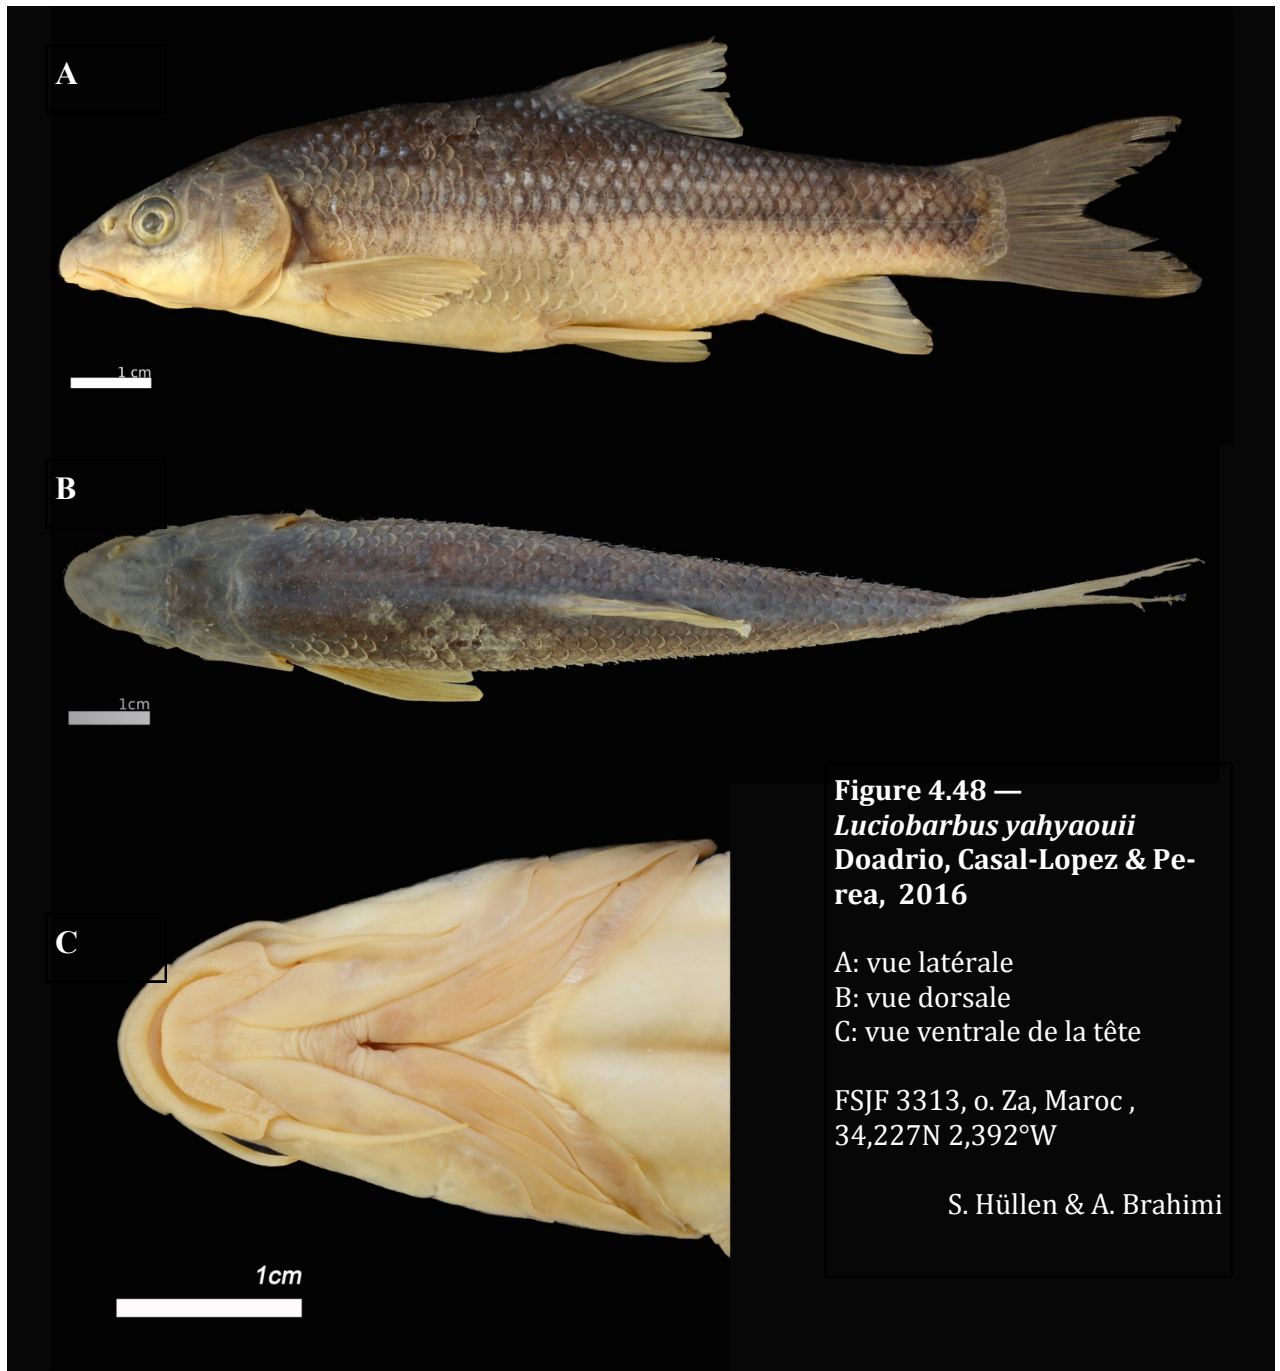 A
1 cm
B
1cm
Figure 4.48 —
Luciobarbus yahyaouii
Doadrio, Casal-Lopez & Pe-
rea, 2016
A: vue latérale
B: vue dorsale
C: vue ventrale de la tête
FSJF 3313, o. Za, Maroc ,
34,227N 2,392°W
S. Hüllen & A. Brahimi
C
1cm